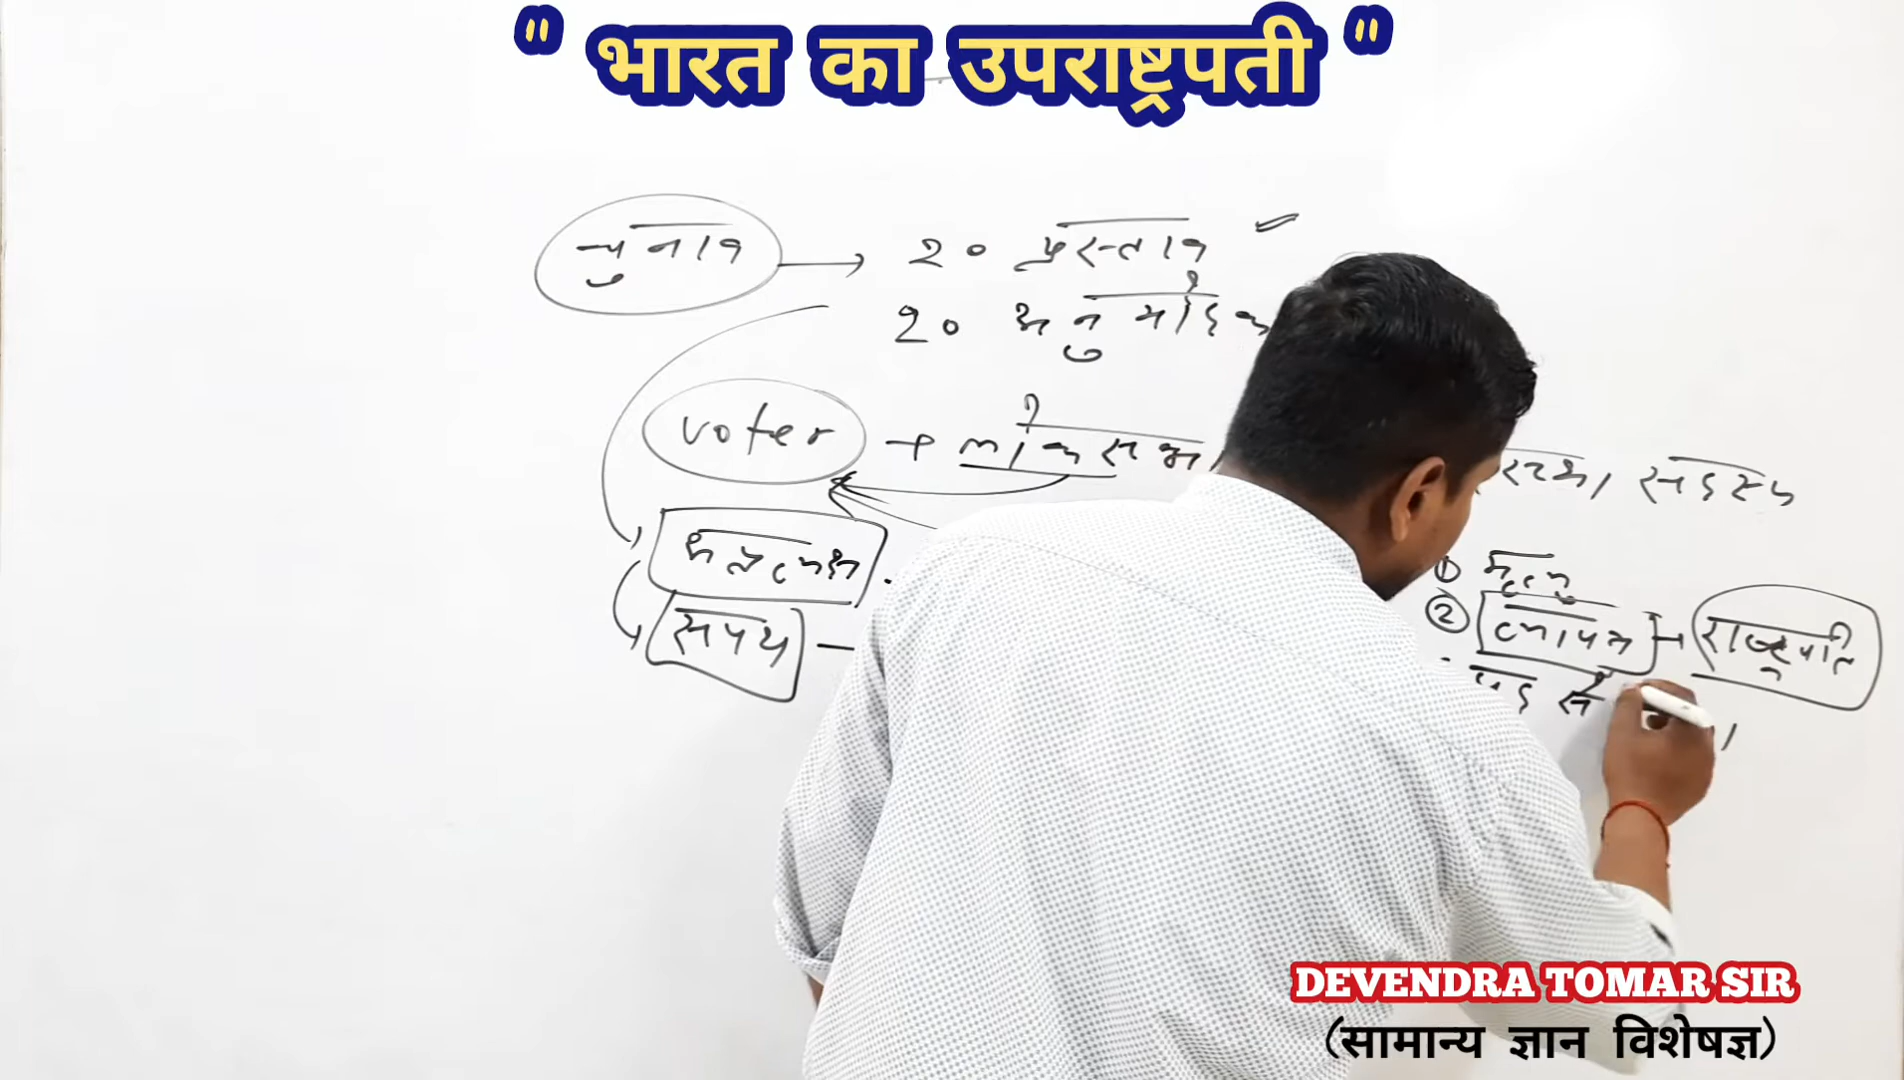 " भारत का उपराष्ट्रपती "
चुनाव → 20 प्रस्ताव
20 अनुमोदक
voter → लोकसभा
सदस्य
① मृत्यु
② त्यागपत्र → राष्ट्रपति
शपथ —
पद से
DEVENDRA TOMAR SIR
(सामान्य ज्ञान विशेषज्ञ)